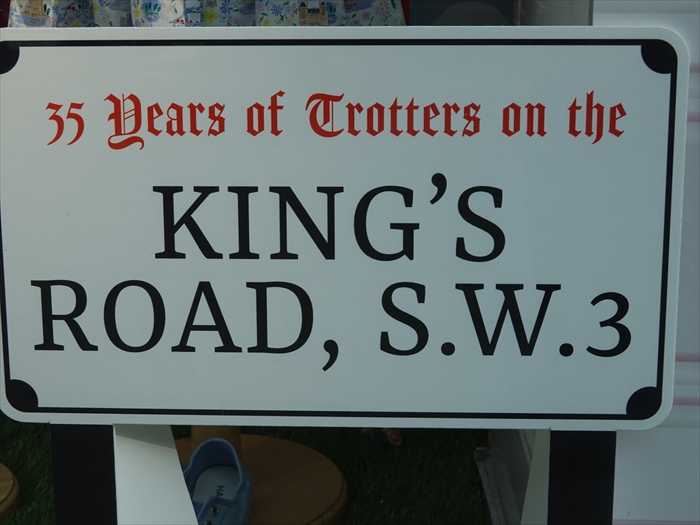 35 Years of Trotters on the
KING'S
ROAD, S.W.3